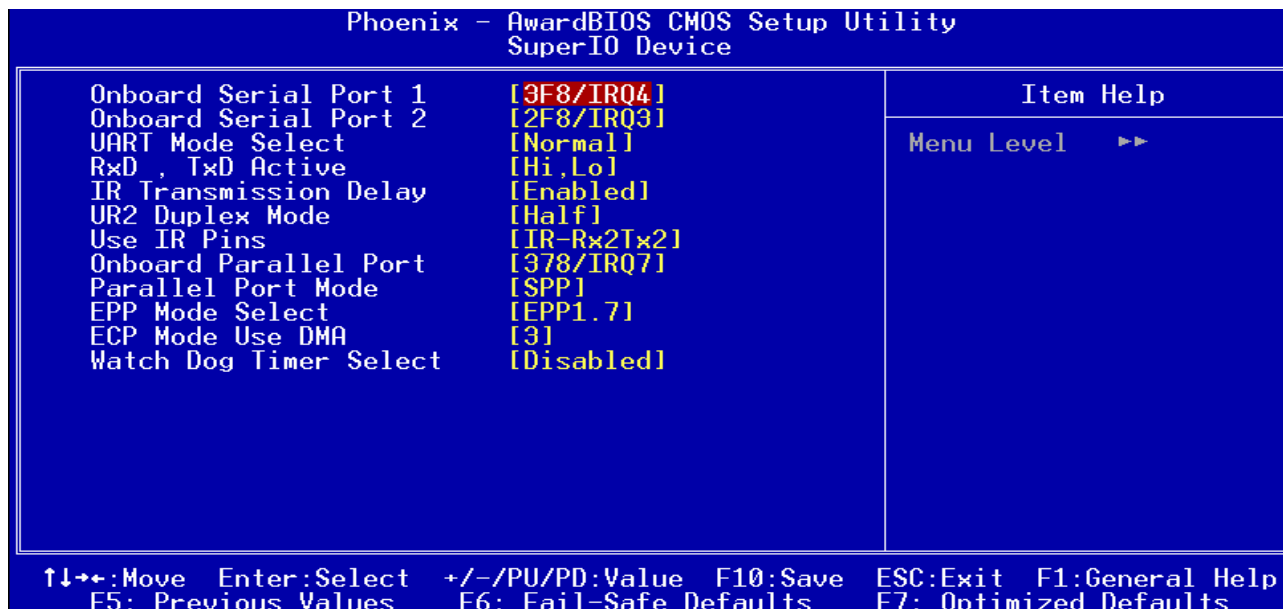 Phoenix - AwardBIOS CMOS Setup Utility
SuperIO Device
Onboard Serial Port 1 [3F8/IRQ4]
Onboard Serial Port 2 [2F8/IRQ3]
UART Mode Select [Normal]
RxD , TxD Active [Hi,Lo]
IR Transmission Delay [Enabled]
UR2 Duplex Mode [Half]
Use IR Pins [IR-Rx2Tx2]
Onboard Parallel Port [378/IRQ7]
Parallel Port Mode [SPP]
EPP Mode Select [EPP1.7]
ECP Mode Use DMA [3]
Watch Dog Timer Select [Disabled]
Item Help
Menu Level ►►
↑↓→←:Move Enter:Select +/-/PU/PD:Value F10:Save ESC:Exit F1:General Help
F5: Previous Values F6: Fail-Safe Defaults F7: Optimized Defaults